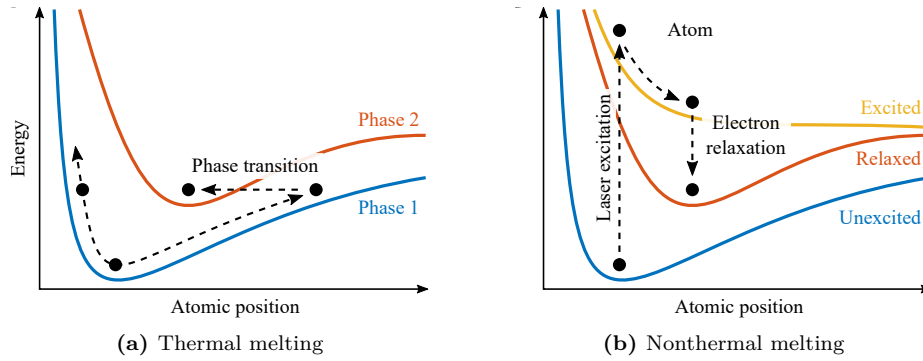 Energy
Phase 2
Phase transition
Phase 1
Atomic position
(a) Thermal melting
Atom
Laser excitation
Excited
Electron
relaxation
Relaxed
Unexcited
Atomic position
(b) Nonthermal melting